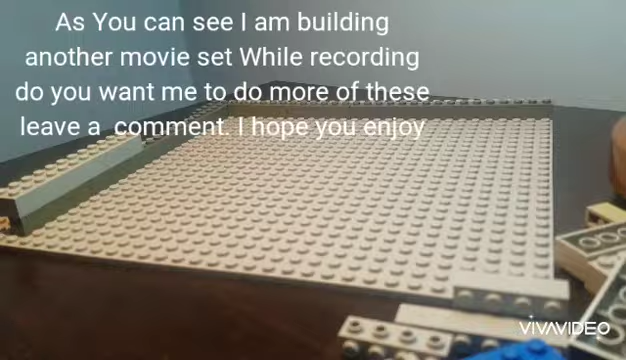 As You can see I am building
another movie set While recording
do you want me to do more of these
leave a comment. I hope you enjoy
VIVAVIDEO